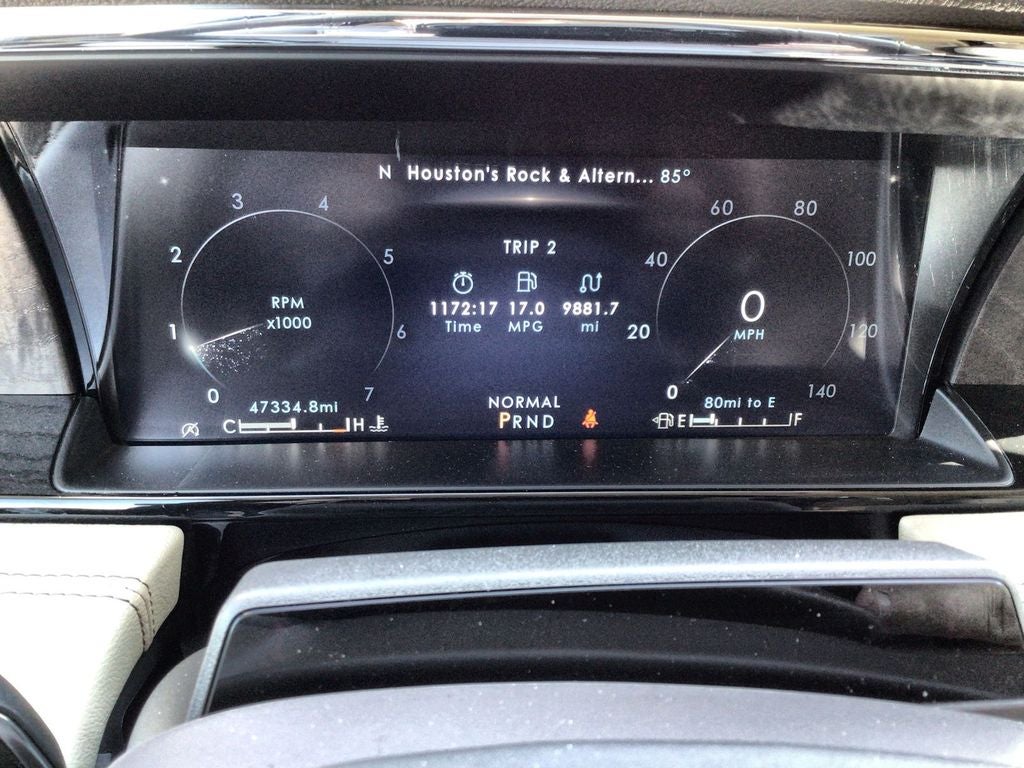 N Houston's Rock & Altern... 85°
3 4
2 5
1 6
0 7
RPM
x1000
47334.8mi
C H
TRIP 2
1172:17 17.0 9881.7
Time MPG mi
NORMAL
PRND
60 80
40 100
20 120
0 140
0
MPH
80mi to E
E F